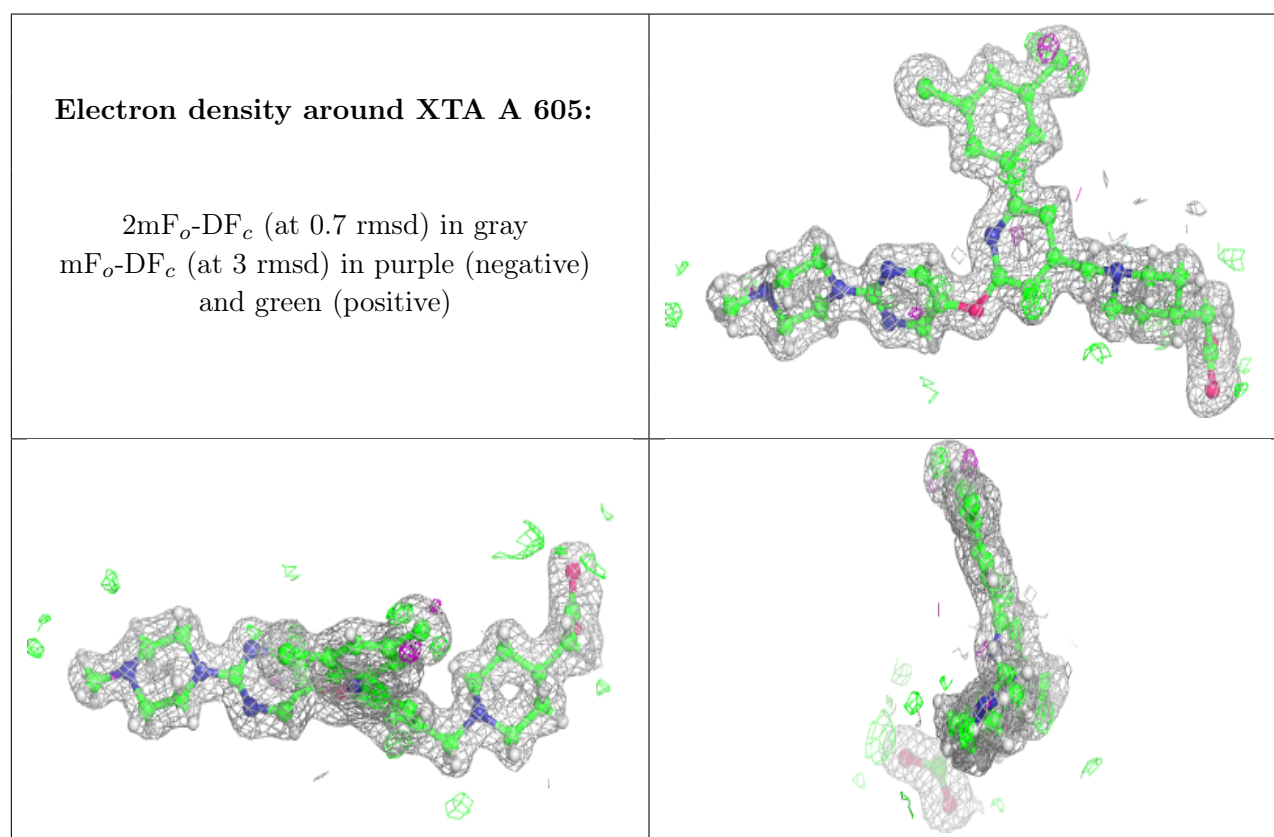 Electron density around XTA A 605:
2mFₒ-DF𝒸 (at 0.7 rmsd) in gray
mFₒ-DF𝒸 (at 3 rmsd) in purple (negative)
and green (positive)